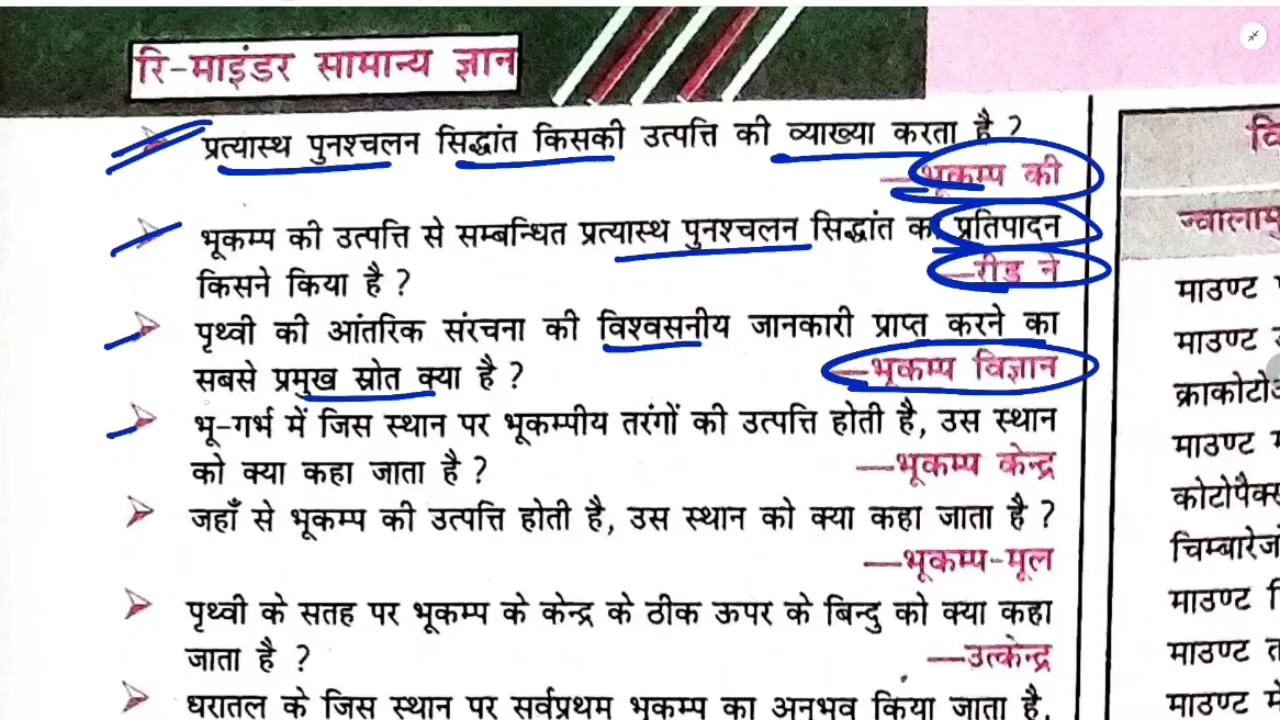 रि-माइंडर सामान्य ज्ञान
प्रत्यास्थ पुनश्चलन सिद्धांत किसकी उत्पत्ति की व्याख्या करता है ?
—भूकम्प की
भूकम्प की उत्पत्ति से सम्बन्धित प्रत्यास्थ पुनश्चलन सिद्धांत का प्रतिपादन
किसने किया है ? —रीड ने
पृथ्वी की आंतरिक संरचना की विश्वसनीय जानकारी प्राप्त करने का
सबसे प्रमुख स्रोत क्या है ? —भूकम्प विज्ञान
भू-गर्भ में जिस स्थान पर भूकम्पीय तरंगों की उत्पत्ति होती है, उस स्थान
को क्या कहा जाता है ? —भूकम्प केन्द्र
जहाँ से भूकम्प की उत्पत्ति होती है, उस स्थान को क्या कहा जाता है ?
—भूकम्प-मूल
पृथ्वी के सतह पर भूकम्प के केन्द्र के ठीक ऊपर के बिन्दु को क्या कहा
जाता है ? —उत्केन्द्र
धरातल के जिस स्थान पर सर्वप्रथम भूकम्प का अनुभव किया जाता है,
माउण्ट
माउण्ट
माउण्ट
माउण्ट
माउण्ट
माउण्ट